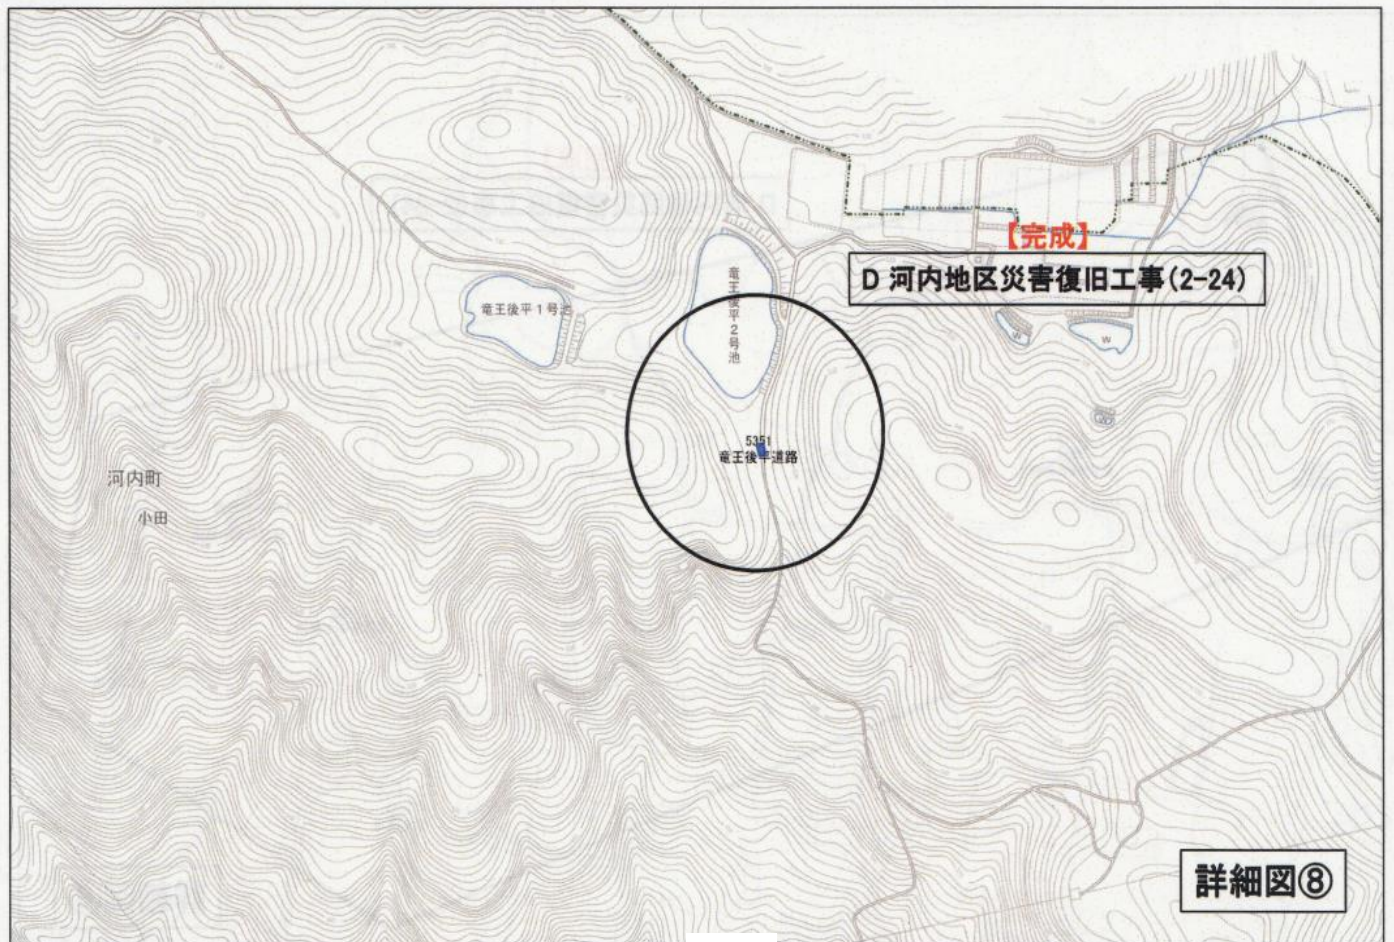 【完成】
D 河内地区災害復旧工事(2-24)
竜王後平2号池
竜王後平1号池
5351
竜王後平道路
河内町
小田
W
W
W
詳細図⑧